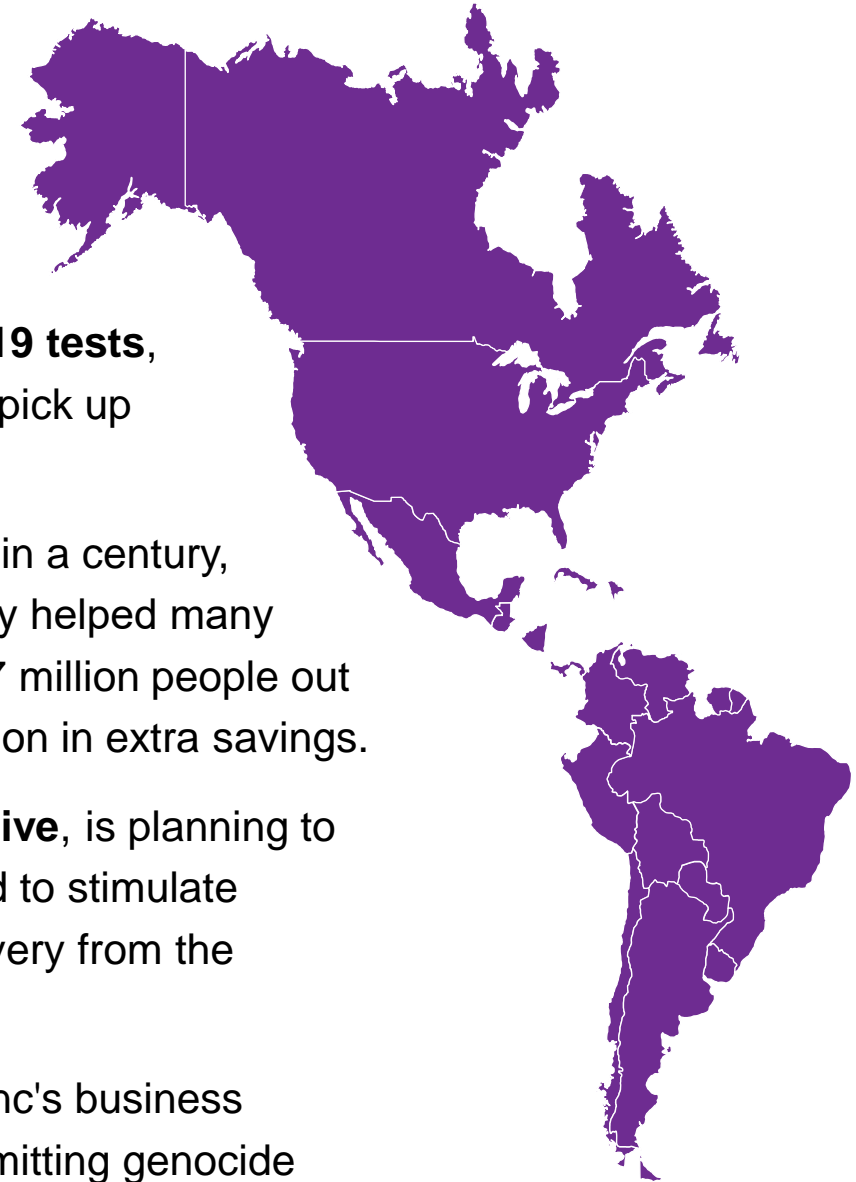 19 tests,
pick up
in a century,
y helped many
7 million people out
on in extra savings.
ive, is planning to
d to stimulate
very from the
nc's business
mitting genocide